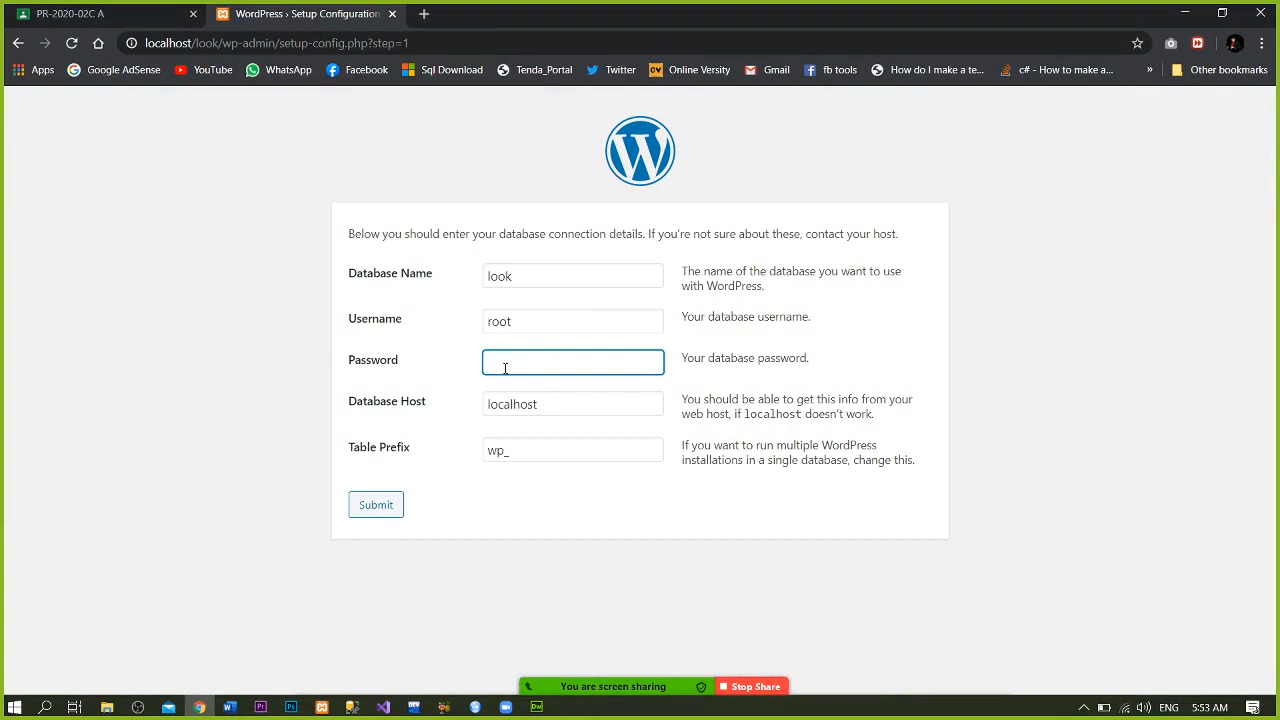 PR-2020-02C A
WordPress › Setup Configuration
localhost/look/wp-admin/setup-config.php?step=1
Apps
Google AdSense
YouTube
WhatsApp
Facebook
Sql Download
Tenda_Portal
Twitter
Online Versity
Gmail
fb tools
How do I make a te...
c# - How to make a...
»
Other bookmarks
Below you should enter your database connection details. If you're not sure about these, contact your host.
Database Name
look
The name of the database you want to use
with WordPress.
Username
root
Your database username.
Password
Your database password.
Database Host
localhost
You should be able to get this info from your
web host, if localhost doesn't work.
Table Prefix
wp_
If you want to run multiple WordPress
installations in a single database, change this.
Submit
You are screen sharing
Stop Share
ENG
5:53 AM